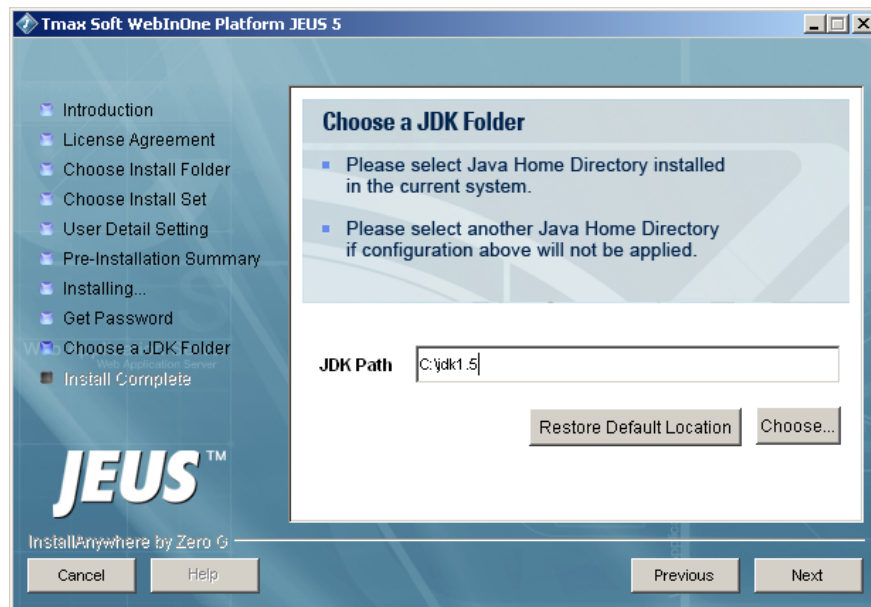 Tmax Soft WebInOne Platform JEUS 5
Introduction
License Agreement
Choose Install Folder
Choose Install Set
User Detail Setting
Pre-Installation Summary
Installing...
Get Password
Choose a JDK Folder
Web Application Server
Install Complete
JEUS™
Choose a JDK Folder
Please select Java Home Directory installed
in the current system.
Please select another Java Home Directory
if configuration above will not be applied.
JDK Path
C:\jdk1.5
Restore Default Location
Choose...
InstallAnywhere by Zero G
Cancel
Help
Previous
Next